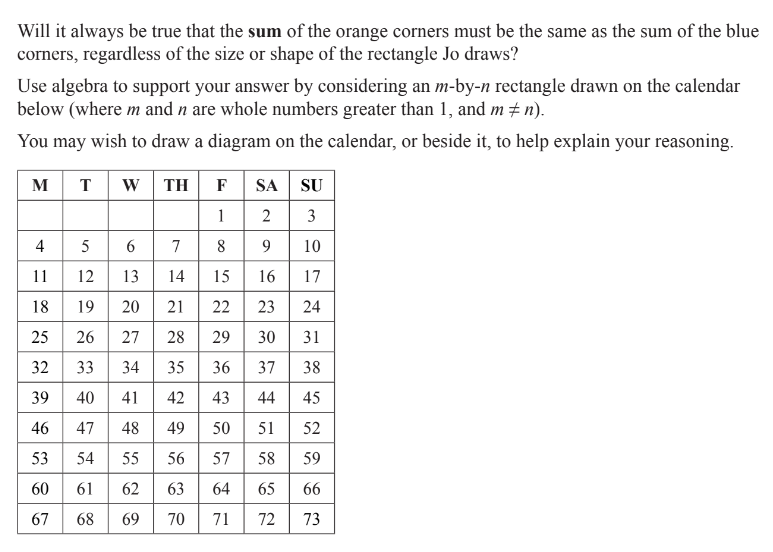 Will it always be true that the sum of the orange corners must be the same as the sum of the blue
corners, regardless of the size or shape of the rectangle Jo draws?
Use algebra to support your answer by considering an m-by-n rectangle drawn on the calendar
below (where m and n are whole numbers greater than 1, and m ≠ n).
You may wish to draw a diagram on the calendar, or beside it, to help explain your reasoning.
M T W TH F SA SU
1 2 3
4 5 6 7 8 9 10
11 12 13 14 15 16 17
18 19 20 21 22 23 24
25 26 27 28 29 30 31
32 33 34 35 36 37 38
39 40 41 42 43 44 45
46 47 48 49 50 51 52
53 54 55 56 57 58 59
60 61 62 63 64 65 66
67 68 69 70 71 72 73